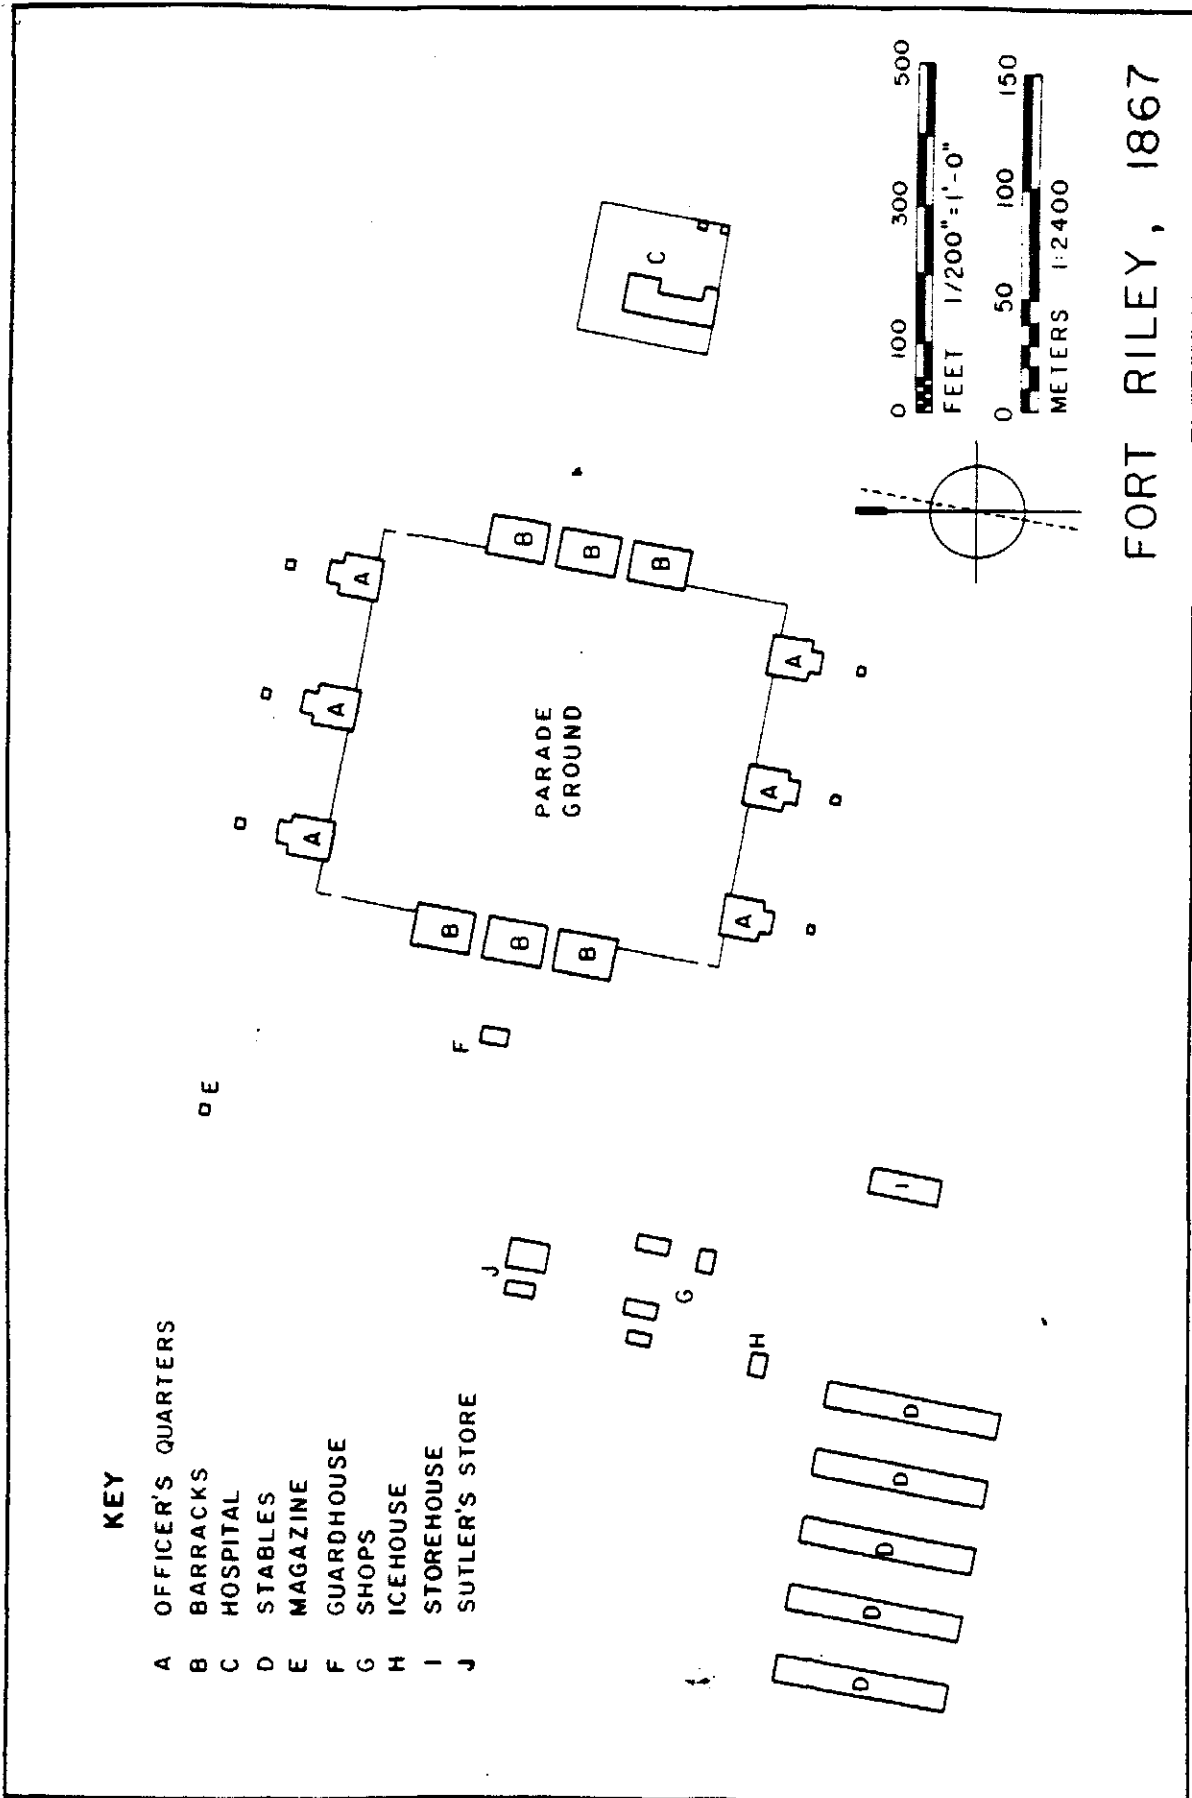 KEY
A OFFICER'S QUARTERS
B BARRACKS
C HOSPITAL
D STABLES
E MAGAZINE
F GUARDHOUSE
G SHOPS
H ICEHOUSE
I STOREHOUSE
J SUTLER'S STORE
E
F
J
G
H
I
D
D
D
D
D
A
A
A
B
B
B
PARADE
GROUND
B
B
B
A
A
A
C
0 100 300 500
FEET 1/200"=1'-0"
0 50 100 150
METERS 1:2400
FORT RILEY, 1867